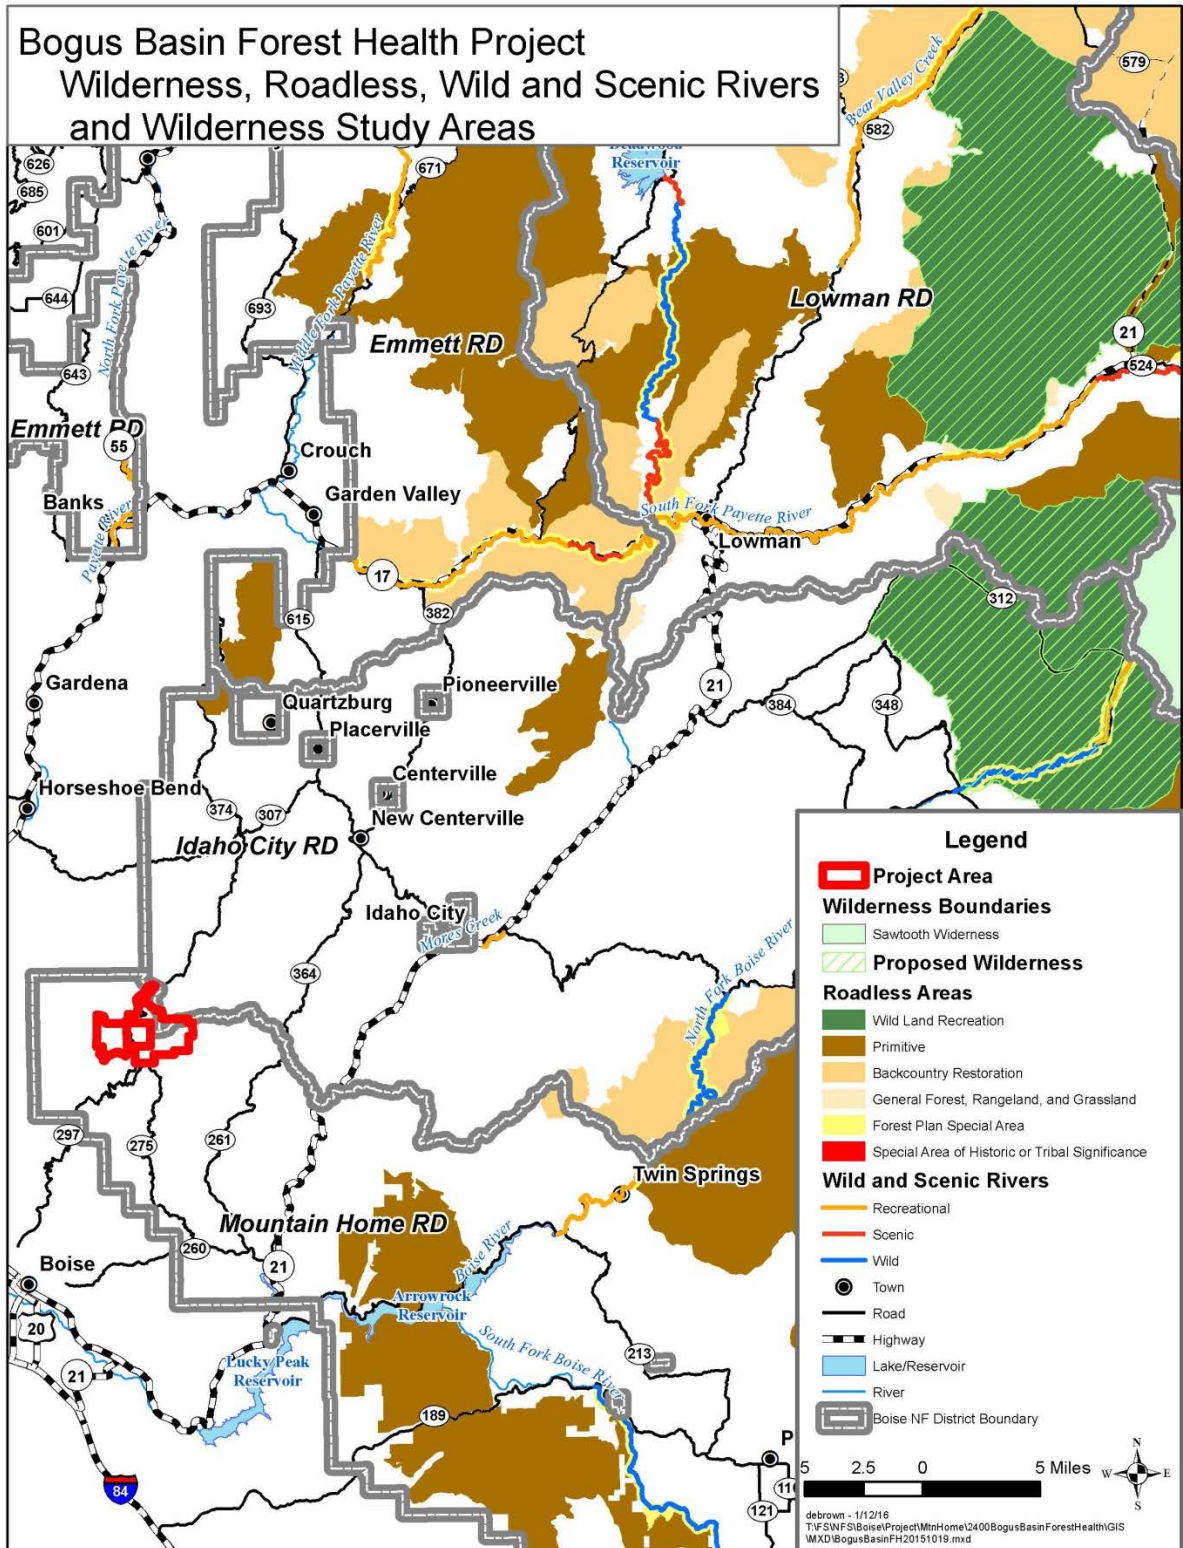 Bogus Basin Forest Health Project
Wilderness, Roadless, Wild and Scenic Rivers
and Wilderness Study Areas
Bear Valley Creek
579
582
626
671
Reservoir
685
601
North Fork Payette River
Middle Fork Payette River
644
693
Lowman RD
Emmett RD
21
524
643
Emmett RD
55
Crouch
Banks
Garden Valley
Payette River
South Fork Payette River
Lowman
17
312
615
382
Gardena
Quartzburg
Pioneerville
21
384
348
Placerville
Horseshoe Bend
Centerville
374
307
New Centerville
Idaho City RD
Idaho City
Mores Creek
North Fork Boise River
364
297
275
261
Twin Springs
Mountain Home RD
260
21
Boise River
Boise
Arrowrock
Reservoir
20
South Fork Boise River
213
21
Lucky Peak
Reservoir
189
P
84
121
Legend
Project Area
Wilderness Boundaries
Sawtooth Widerness
Proposed Wilderness
Roadless Areas
Wild Land Recreation
Primitive
Backcountry Restoration
General Forest, Rangeland, and Grassland
Forest Plan Special Area
Special Area of Historic or Tribal Significance
Wild and Scenic Rivers
Recreational
Scenic
Wild
Town
Road
Highway
Lake/Reservoir
River
Boise NF District Boundary
5 2.5 0 5 Miles
N
W E
S
debrown - 1/12/16
T:\FS\NFS\Boise\Project\MtnHome\2400BogusBasinForestHealth\GIS
\MXD\BogusBasinFH20151019.mxd